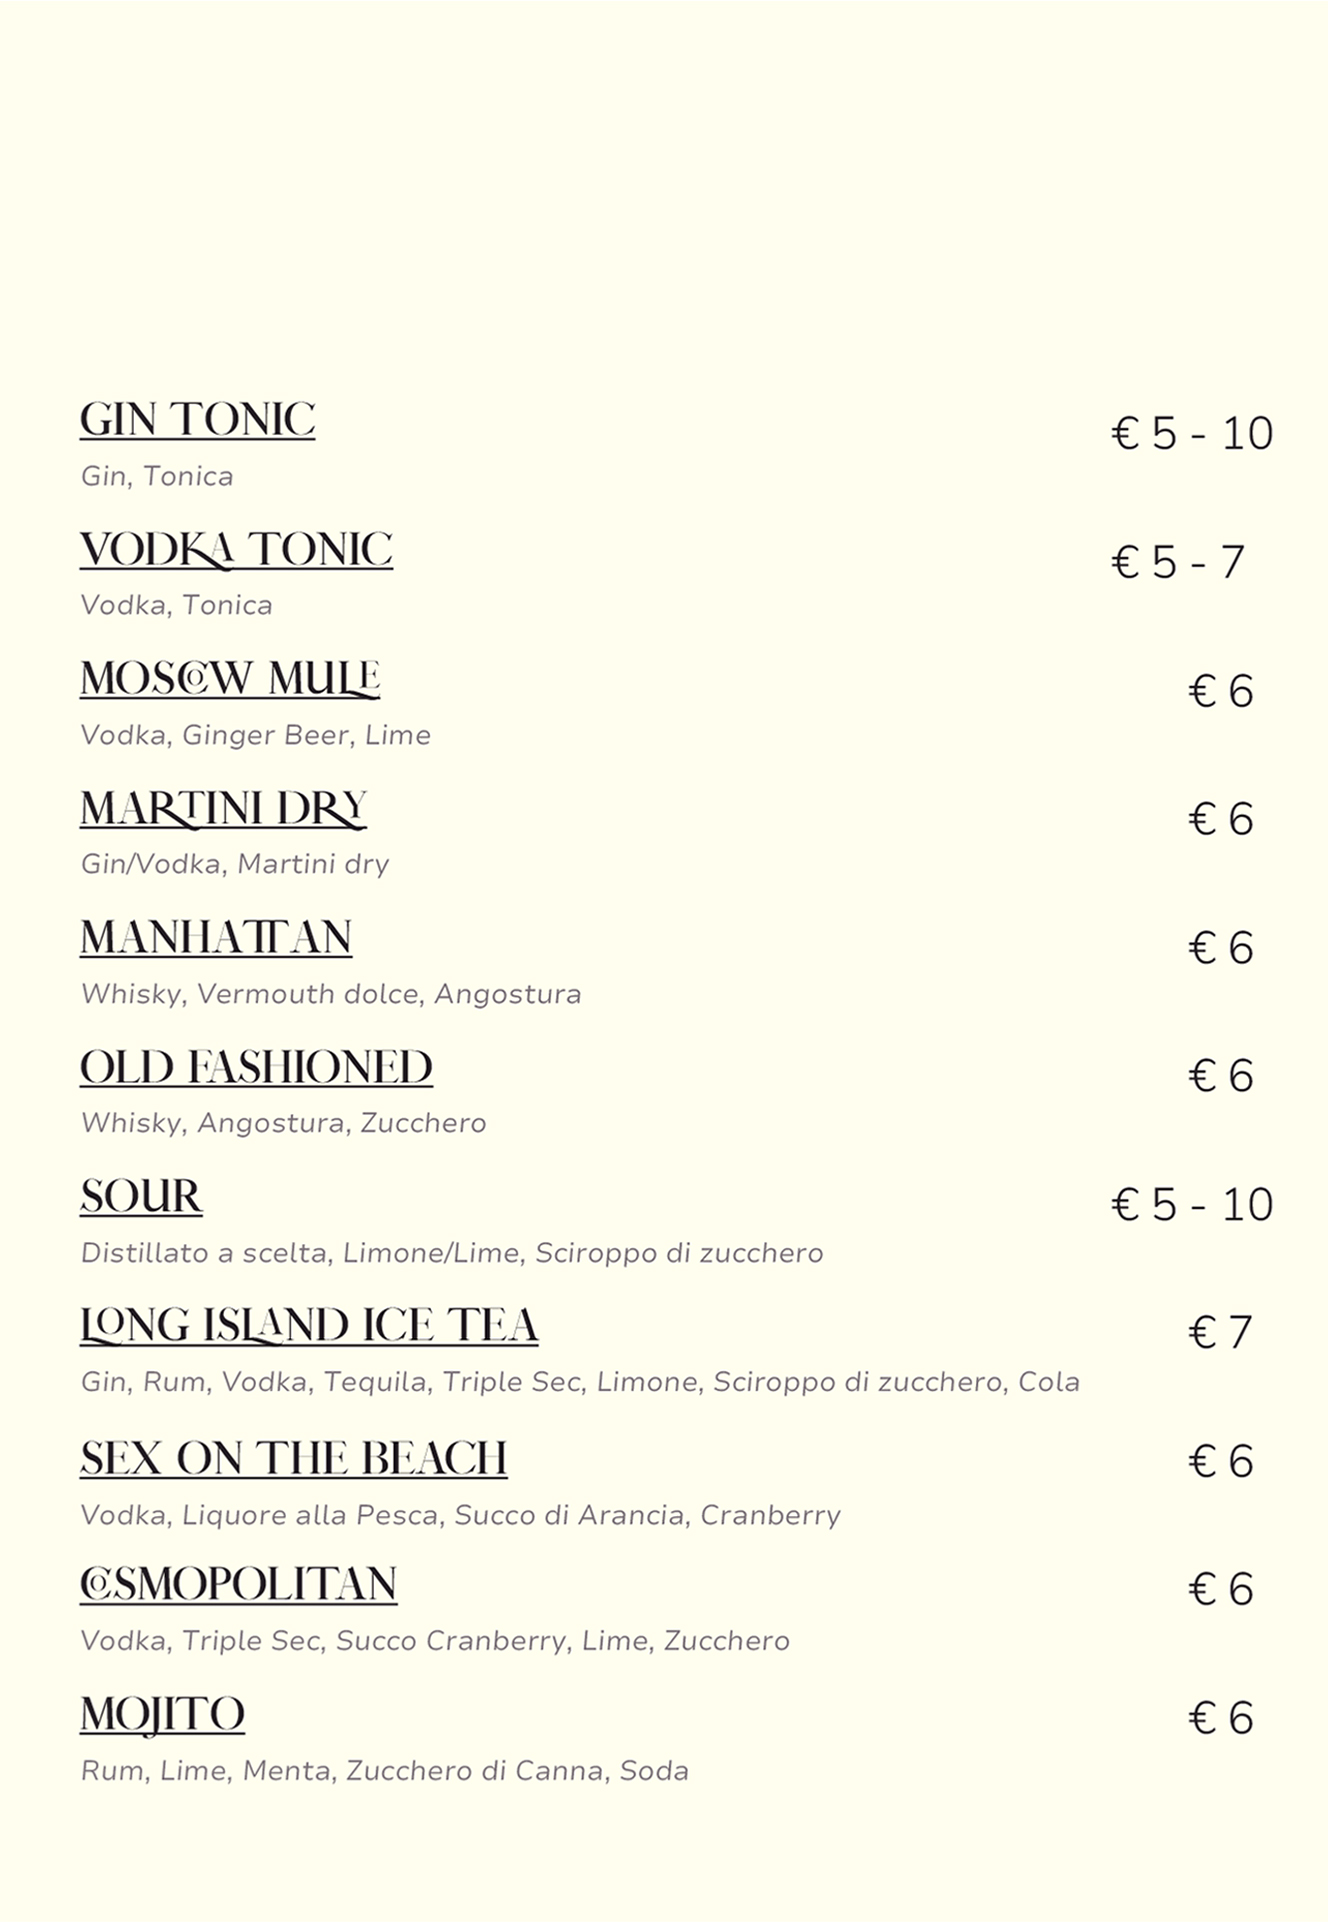 GIN TONIC
€ 5 - 10
Gin, Tonica
VODKA TONIC
€ 5 - 7
Vodka, Tonica
MOSCOW MULE
€ 6
Vodka, Ginger Beer, Lime
MARTINI DRY
€ 6
Gin/Vodka, Martini dry
MANHATTAN
€ 6
Whisky, Vermouth dolce, Angostura
OLD FASHIONED
€ 6
Whisky, Angostura, Zucchero
SOUR
€ 5 - 10
Distillato a scelta, Limone/Lime, Sciroppo di zucchero
LONG ISLAND ICE TEA
€ 7
Gin, Rum, Vodka, Tequila, Triple Sec, Limone, Sciroppo di zucchero, Cola
SEX ON THE BEACH
€ 6
Vodka, Liquore alla Pesca, Succo di Arancia, Cranberry
COSMOPOLITAN
€ 6
Vodka, Triple Sec, Succo Cranberry, Lime, Zucchero
MOJITO
€ 6
Rum, Lime, Menta, Zucchero di Canna, Soda